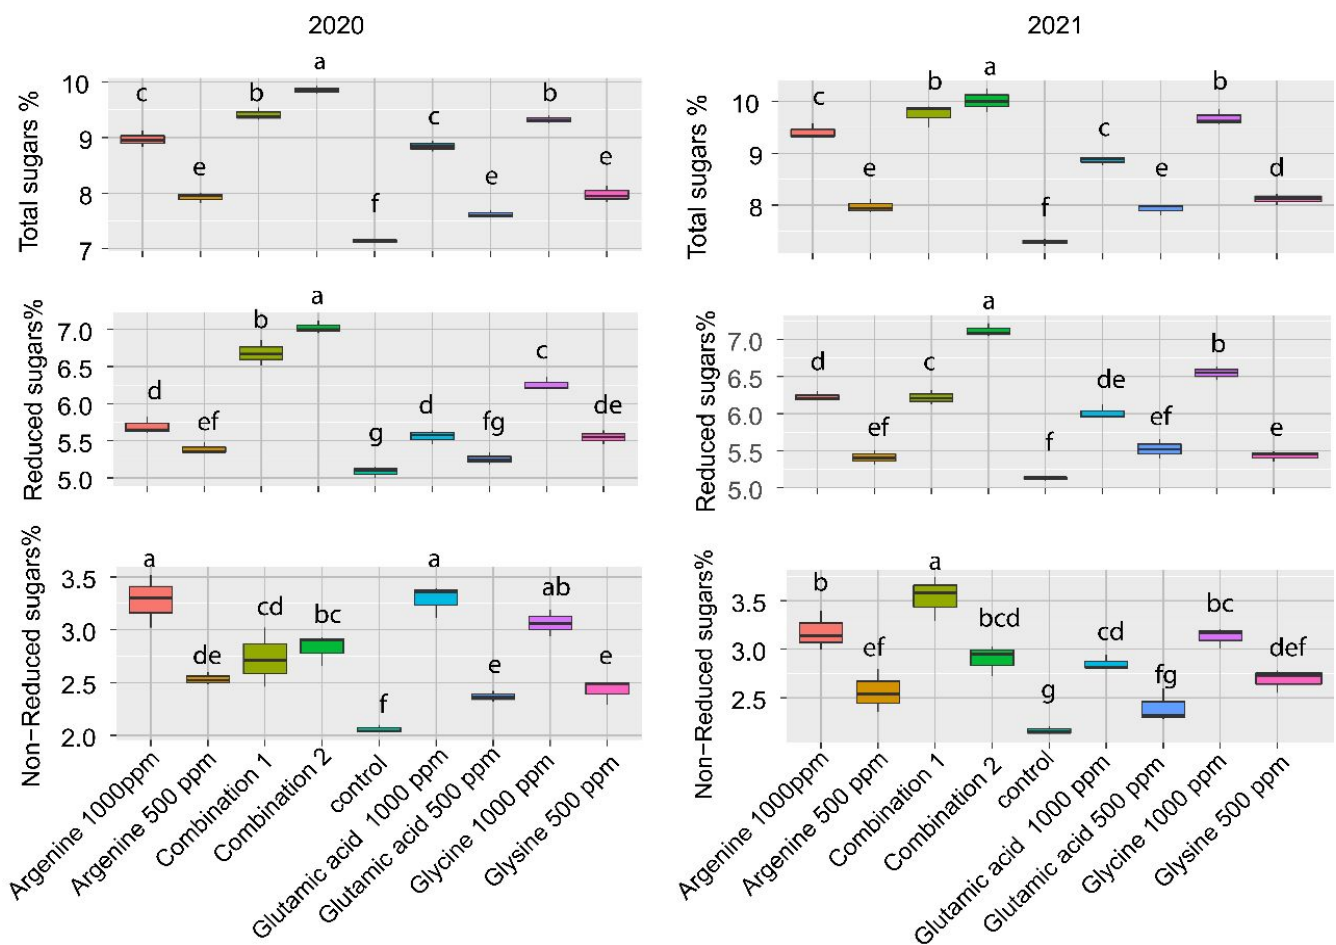 2020
2021
Total sugars %
10
9
8
7
c
e
b
a
f
c
e
b
e
Total sugars %
10
9
8
c
e
b
a
f
c
e
b
d
Reduced sugars%
7.0
6.5
6.0
5.5
5.0
d
ef
b
a
g
d
fg
c
de
Reduced sugars%
7.0
6.5
6.0
5.5
5.0
d
ef
c
a
f
de
ef
b
e
Non-Reduced sugars%
3.5
3.0
2.5
2.0
a
de
cd
bc
f
a
e
ab
e
Non-Reduced sugars%
3.5
3.0
2.5
b
ef
a
bcd
g
cd
fg
bc
def
Argenine 1000ppm
Argenine 500 ppm
Combination 1
Combination 2
control
Glutamic acid 1000 ppm
Glutamic acid 500 ppm
Glycine 1000 ppm
Glysine 500 ppm
Argenine 1000ppm
Argenine 500 ppm
Combination 1
Combination 2
control
Glutamic acid 1000 ppm
Glutamic acid 500 ppm
Glycine 1000 ppm
Glysine 500 ppm